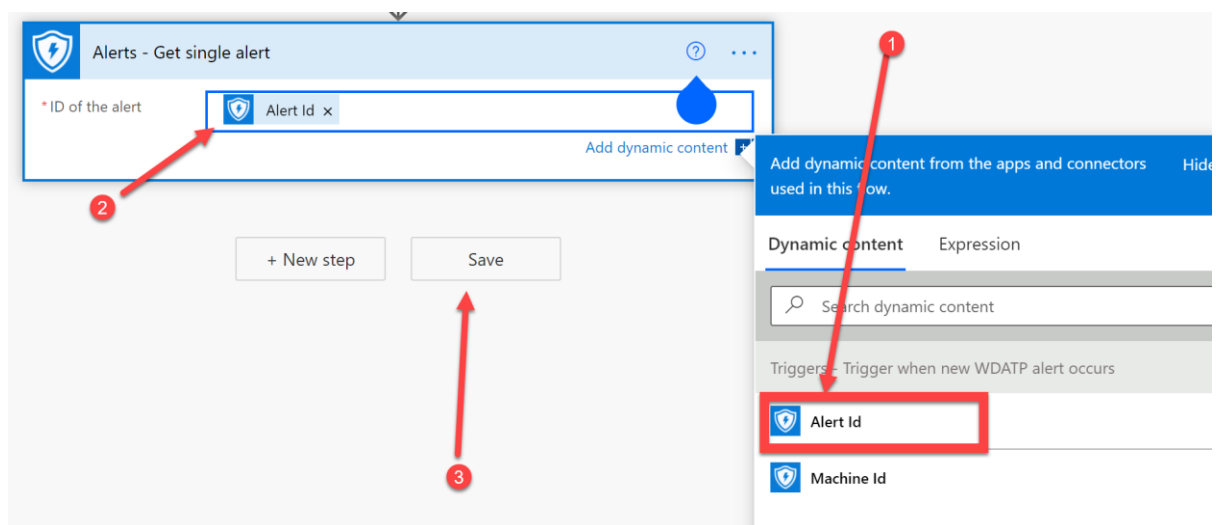 Alerts - Get single alert
? ...
1
* ID of the alert
Alert Id ×
Add dynamic content +
2
Add dynamic content from the apps and connectors
used in this flow.
Hide
Dynamic content Expression
+ New step Save
Search dynamic content
Triggers - Trigger when new WDATP alert occurs
Alert Id
3
Machine Id